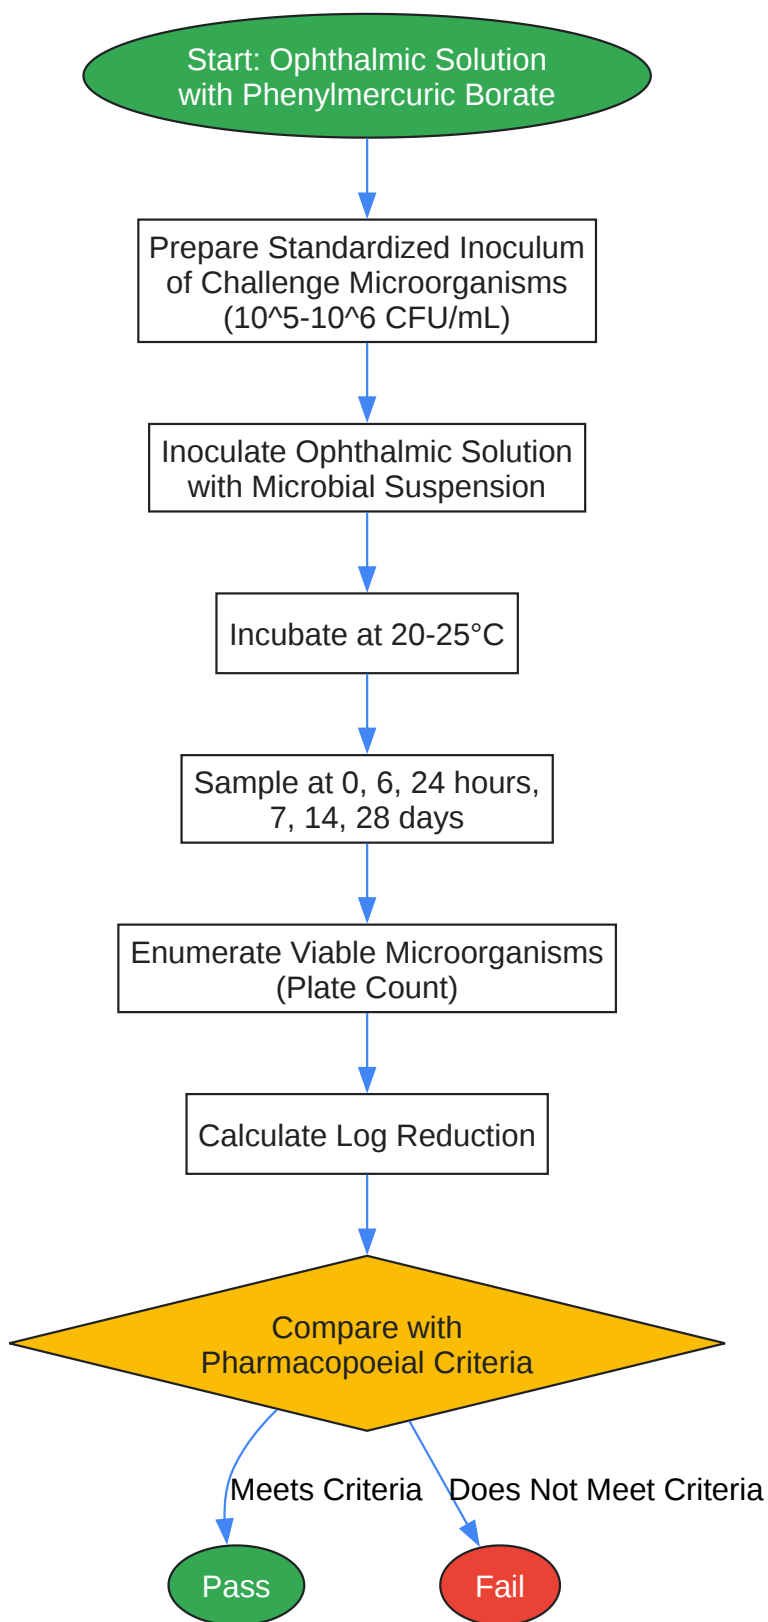 Start: Ophthalmic Solution
with Phenylmercuric Borate
Prepare Standardized Inoculum
of Challenge Microorganisms
(10^5-10^6 CFU/mL)
Inoculate Ophthalmic Solution
with Microbial Suspension
Incubate at 20-25°C
Sample at 0, 6, 24 hours,
7, 14, 28 days
Enumerate Viable Microorganisms
(Plate Count)
Calculate Log Reduction
Compare with
Pharmacopoeial Criteria
Meets Criteria
Does Not Meet Criteria
Pass
Fail